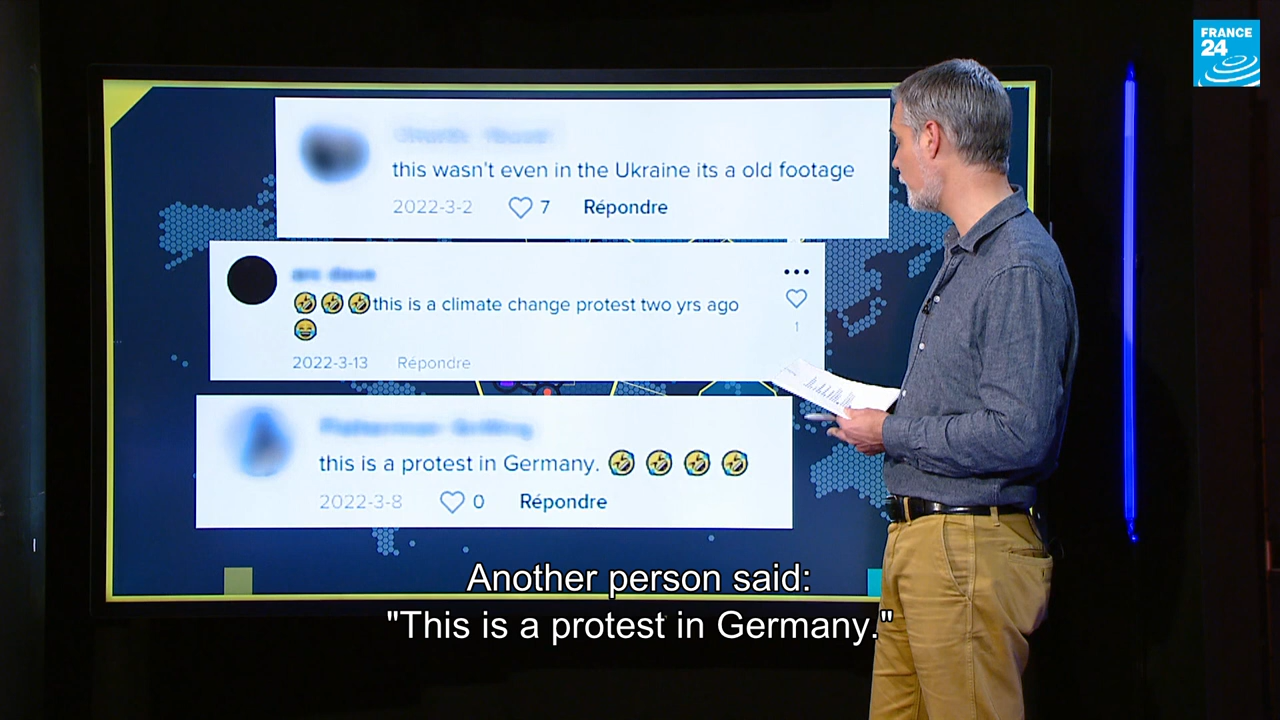 FRANCE
24
this wasn't even in the Ukraine its a old footage
2022-3-2 7 Répondre
🤣🤣🤣this is a climate change protest two yrs ago
😂
1
2022-3-13 Répondre
this is a protest in Germany. 🤣 🤣 🤣 🤣
2022-3-8 0 Répondre
Another person said:
"This is a protest in Germany."